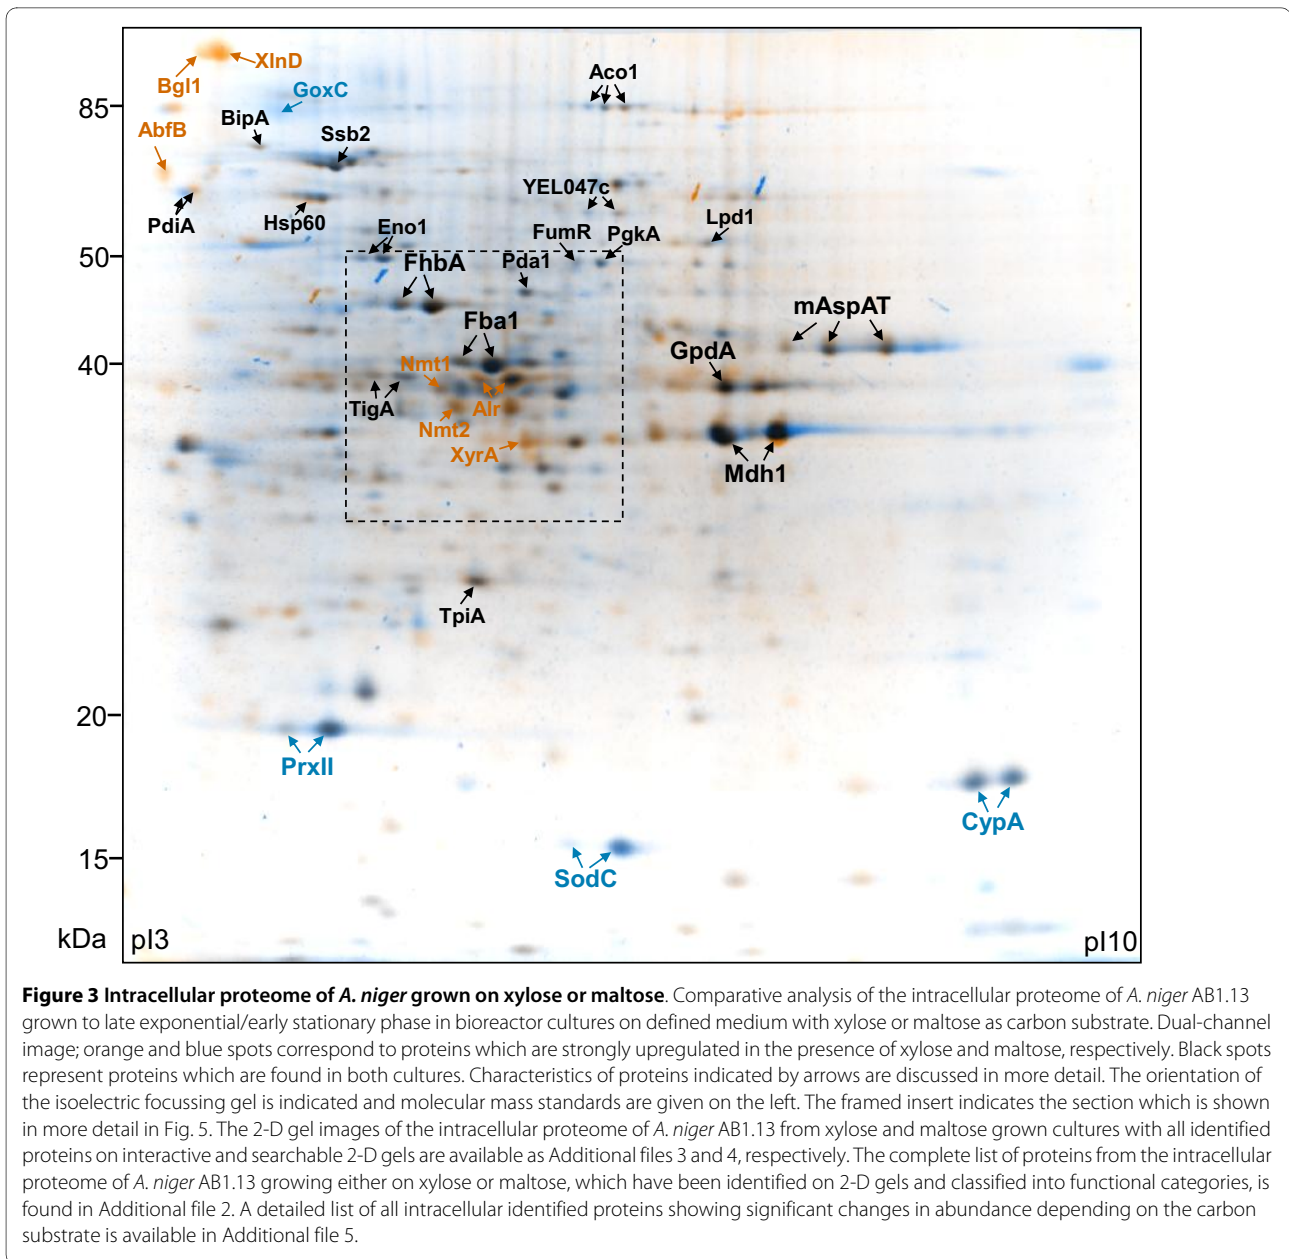 XlnD
Bgl1
GoxC
Aco1
85
BipA
AbfB
Ssb2
YEL047c
PdiA
Hsp60
Eno1
Lpd1
FumR
PgkA
50
FhbA
Pda1
mAspAT
Fba1
GpdA
40
Nmt1
TigA
Alr
Nmt2
XyrA
Mdh1
TpiA
20
PrxII
CypA
15
SodC
kDa
pI3
pI10
Figure 3 Intracellular proteome of A. niger grown on xylose or maltose. Comparative analysis of the intracellular proteome of A. niger AB1.13
grown to late exponential/early stationary phase in bioreactor cultures on defined medium with xylose or maltose as carbon substrate. Dual-channel
image; orange and blue spots correspond to proteins which are strongly upregulated in the presence of xylose and maltose, respectively. Black spots
represent proteins which are found in both cultures. Characteristics of proteins indicated by arrows are discussed in more detail. The orientation of
the isoelectric focussing gel is indicated and molecular mass standards are given on the left. The framed insert indicates the section which is shown
in more detail in Fig. 5. The 2-D gel images of the intracellular proteome of A. niger AB1.13 from xylose and maltose grown cultures with all identified
proteins on interactive and searchable 2-D gels are available as Additional files 3 and 4, respectively. The complete list of proteins from the intracellular
proteome of A. niger AB1.13 growing either on xylose or maltose, which have been identified on 2-D gels and classified into functional categories, is
found in Additional file 2. A detailed list of all intracellular identified proteins showing significant changes in abundance depending on the carbon
substrate is available in Additional file 5.